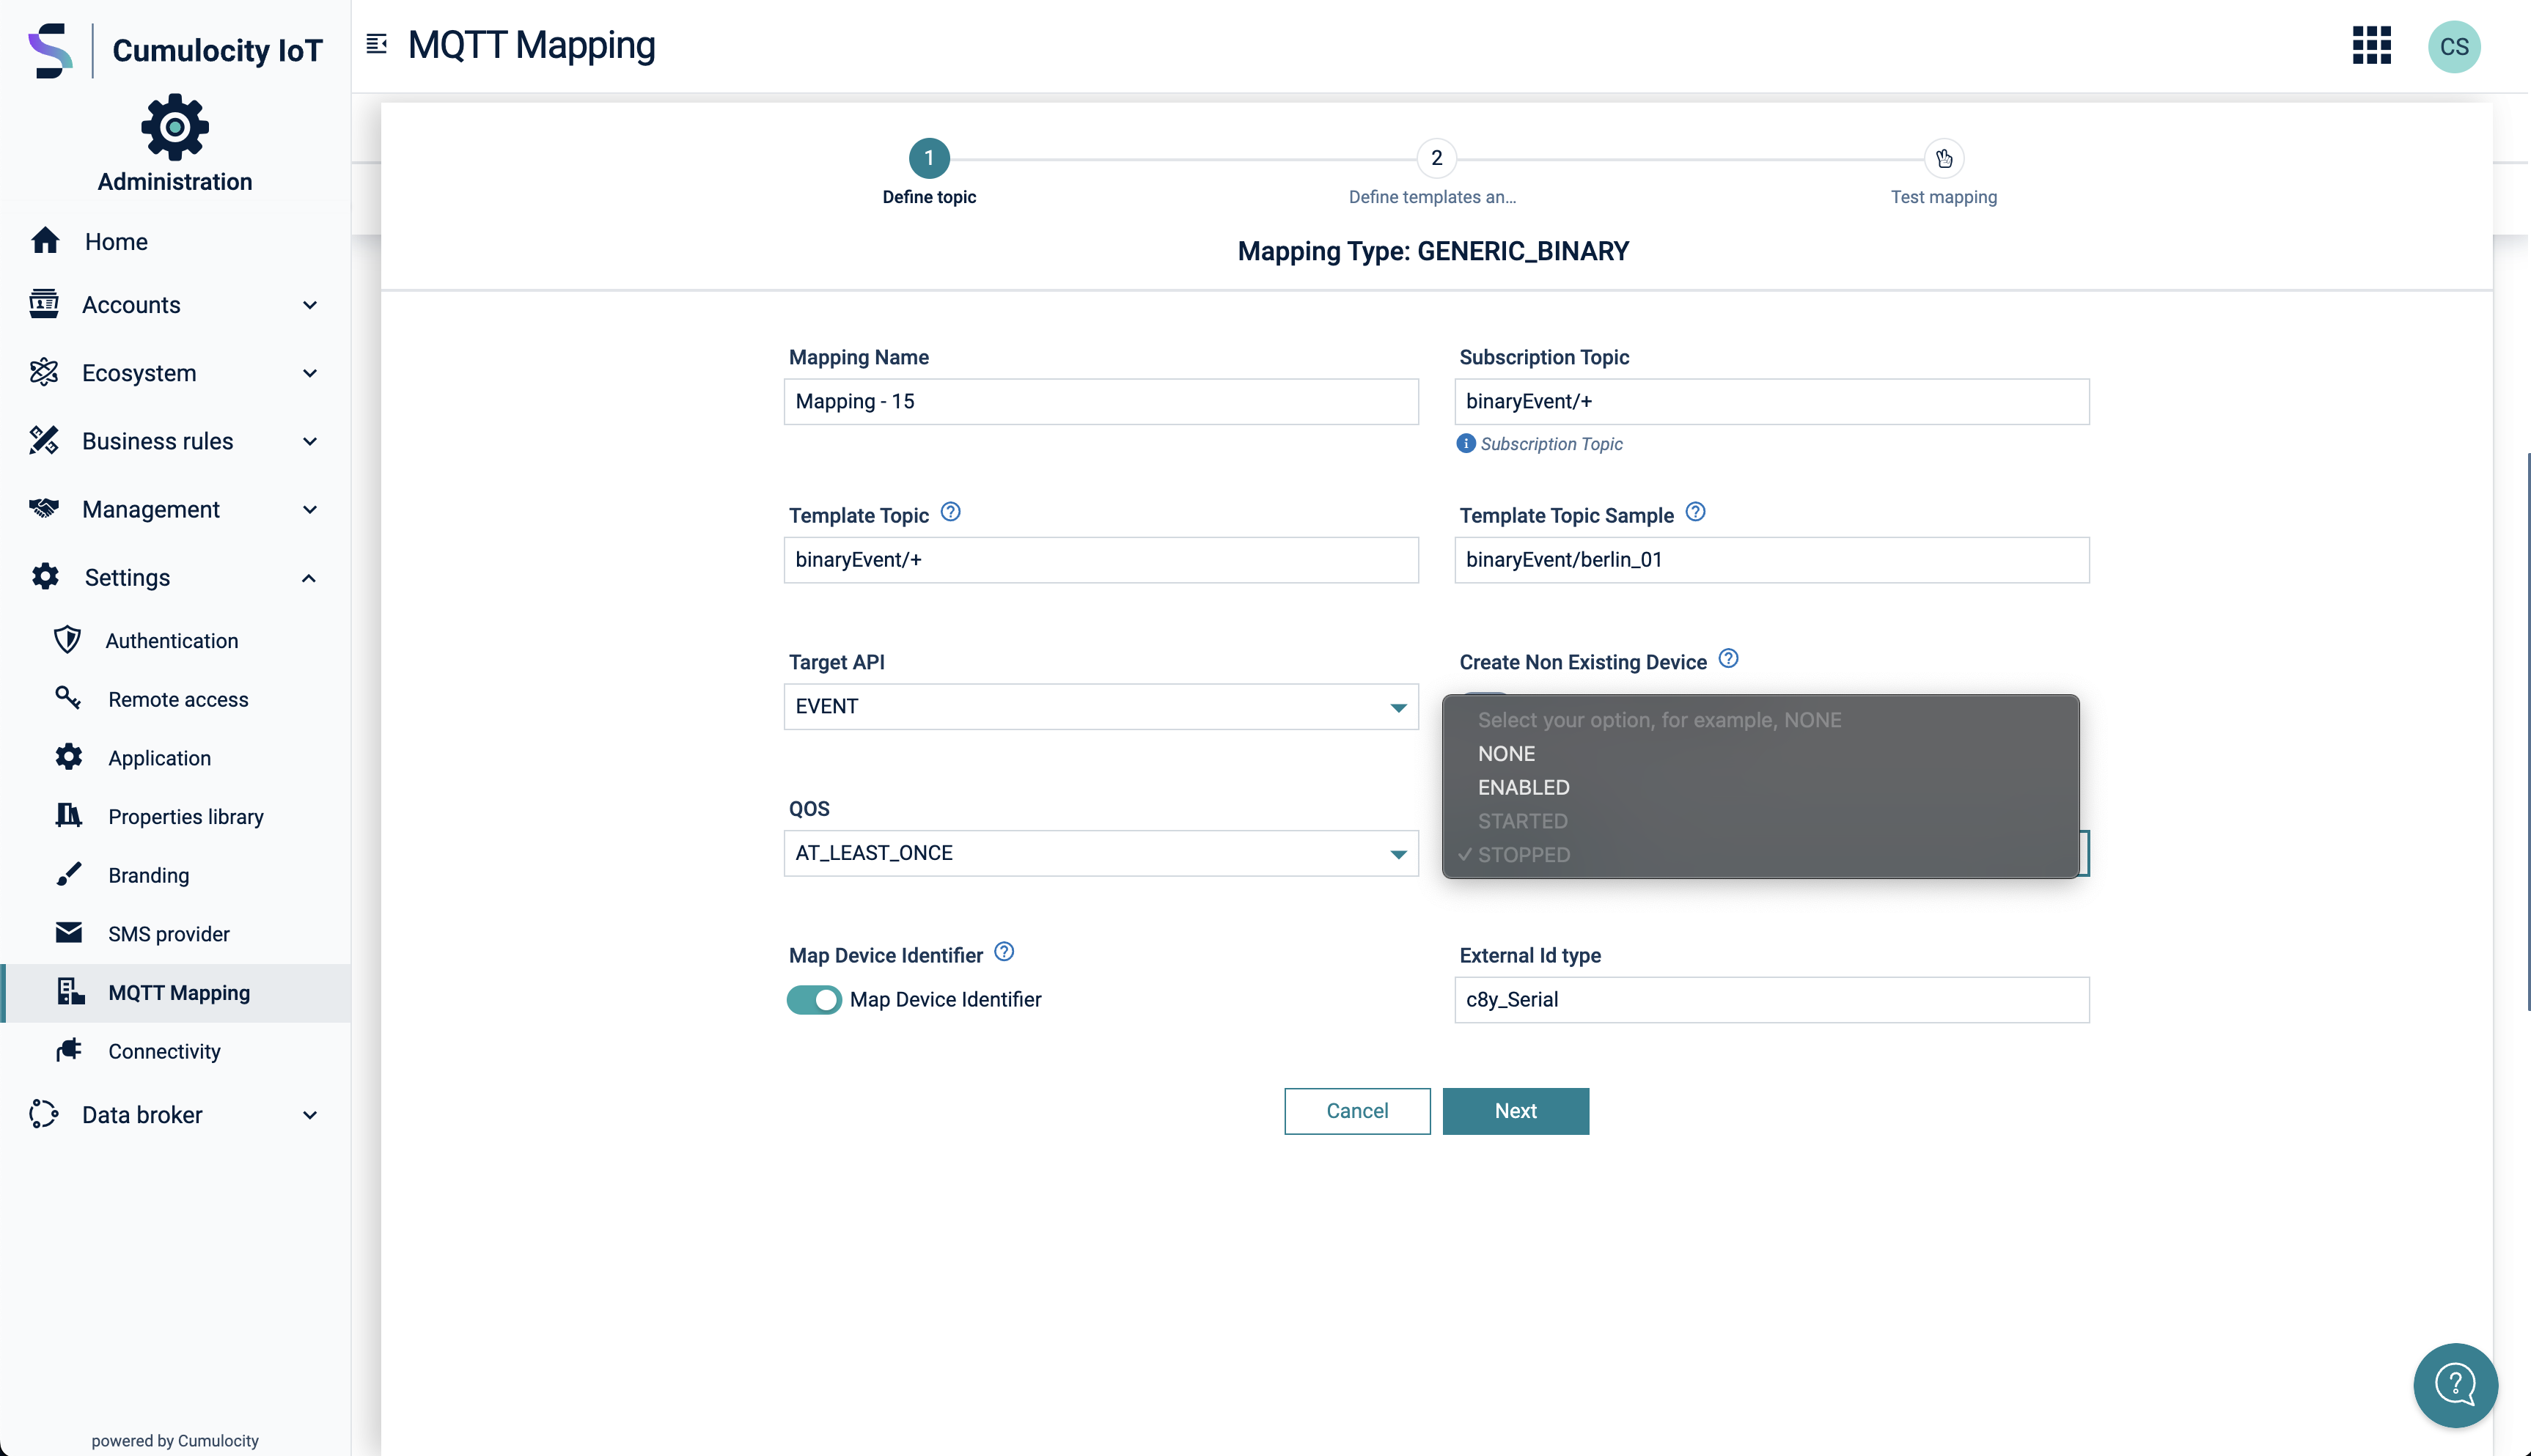 Cumulocity IoT
Administration
Home
Accounts
Ecosystem
Business rules
Management
Settings
Authentication
Remote access
Application
Properties library
Branding
SMS provider
MQTT Mapping
Connectivity
Data broker
powered by Cumulocity
MQTT Mapping
CS
1
2
Define topic
Define templates an...
Test mapping
Mapping Type: GENERIC_BINARY
Mapping Name
Mapping - 15
Subscription Topic
binaryEvent/+
Subscription Topic
Template Topic
binaryEvent/+
Template Topic Sample
binaryEvent/berlin_01
Target API
EVENT
Create Non Existing Device
Select your option, for example, NONE
NONE
ENABLED
STARTED
STOPPED
QOS
AT_LEAST_ONCE
Map Device Identifier
Map Device Identifier
External Id type
c8y_Serial
Cancel
Next